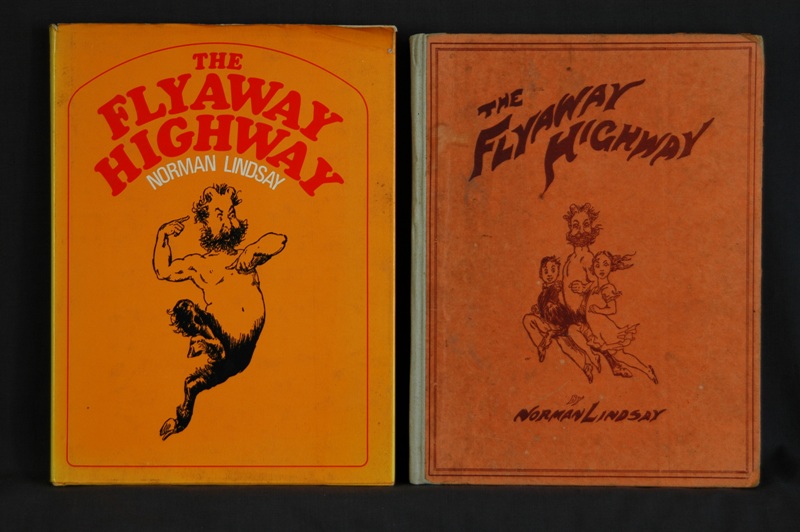 THE
FLYAWAY
HIGHWAY
NORMAN LINDSAY
THE
FLYAWAY
HIGHWAY
BY
NORMAN LINDSAY